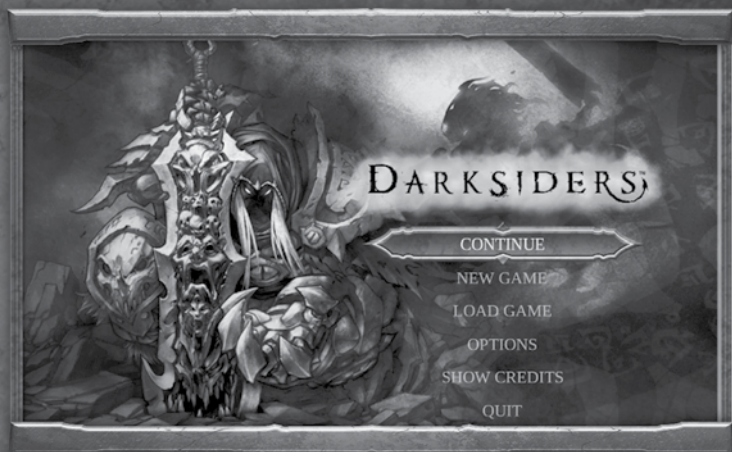 DARKSIDERS
CONTINUE
NEW GAME
LOAD GAME
OPTIONS
SHOW CREDITS
QUIT